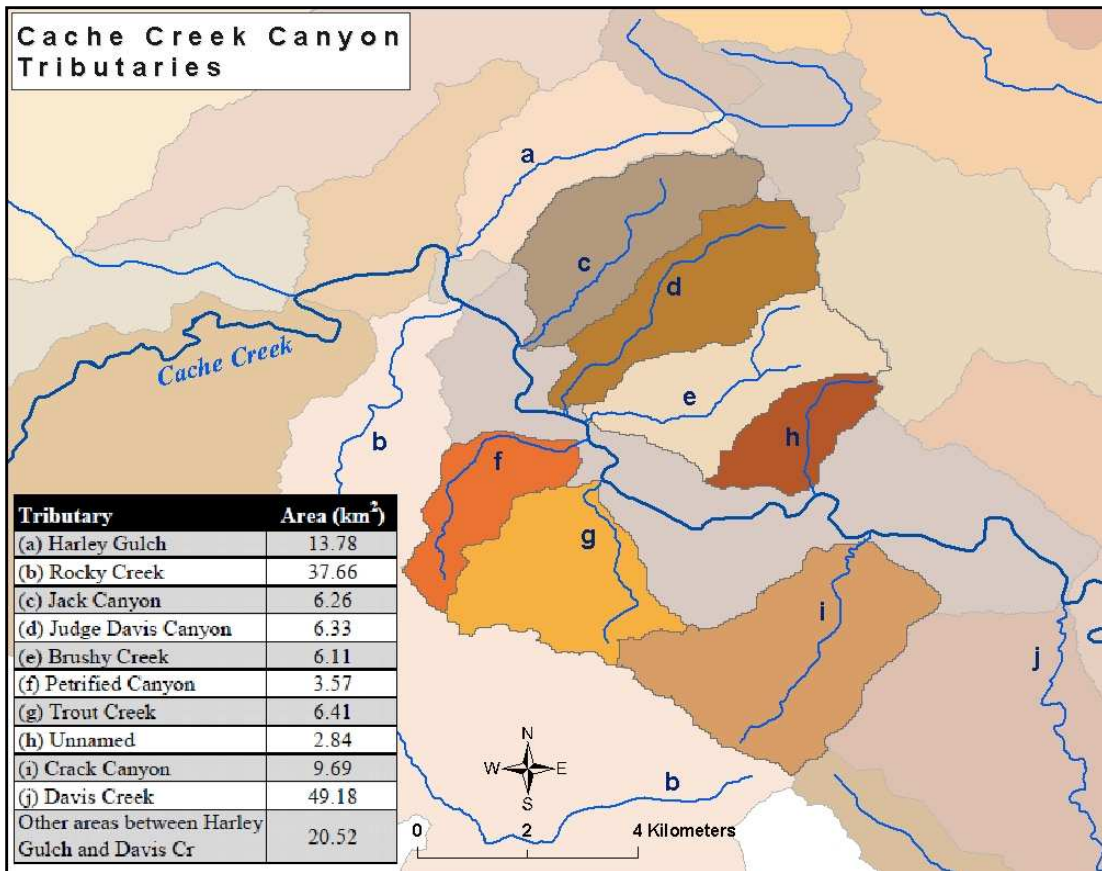 Cache Creek Canyon
Tributaries
a
c
d
Cache Creek
e
b
h
f
g
i
j
Tributary Area (km²)
(a) Harley Gulch 13.78
(b) Rocky Creek 37.66
(c) Jack Canyon 6.26
(d) Judge Davis Canyon 6.33
(e) Brushy Creek 6.11
(f) Petrified Canyon 3.57
(g) Trout Creek 6.41
(h) Unnamed 2.84
(i) Crack Canyon 9.69
(j) Davis Creek 49.18
Other areas between Harley
Gulch and Davis Cr 20.52
N
W E
S
b
0 2 4 Kilometers